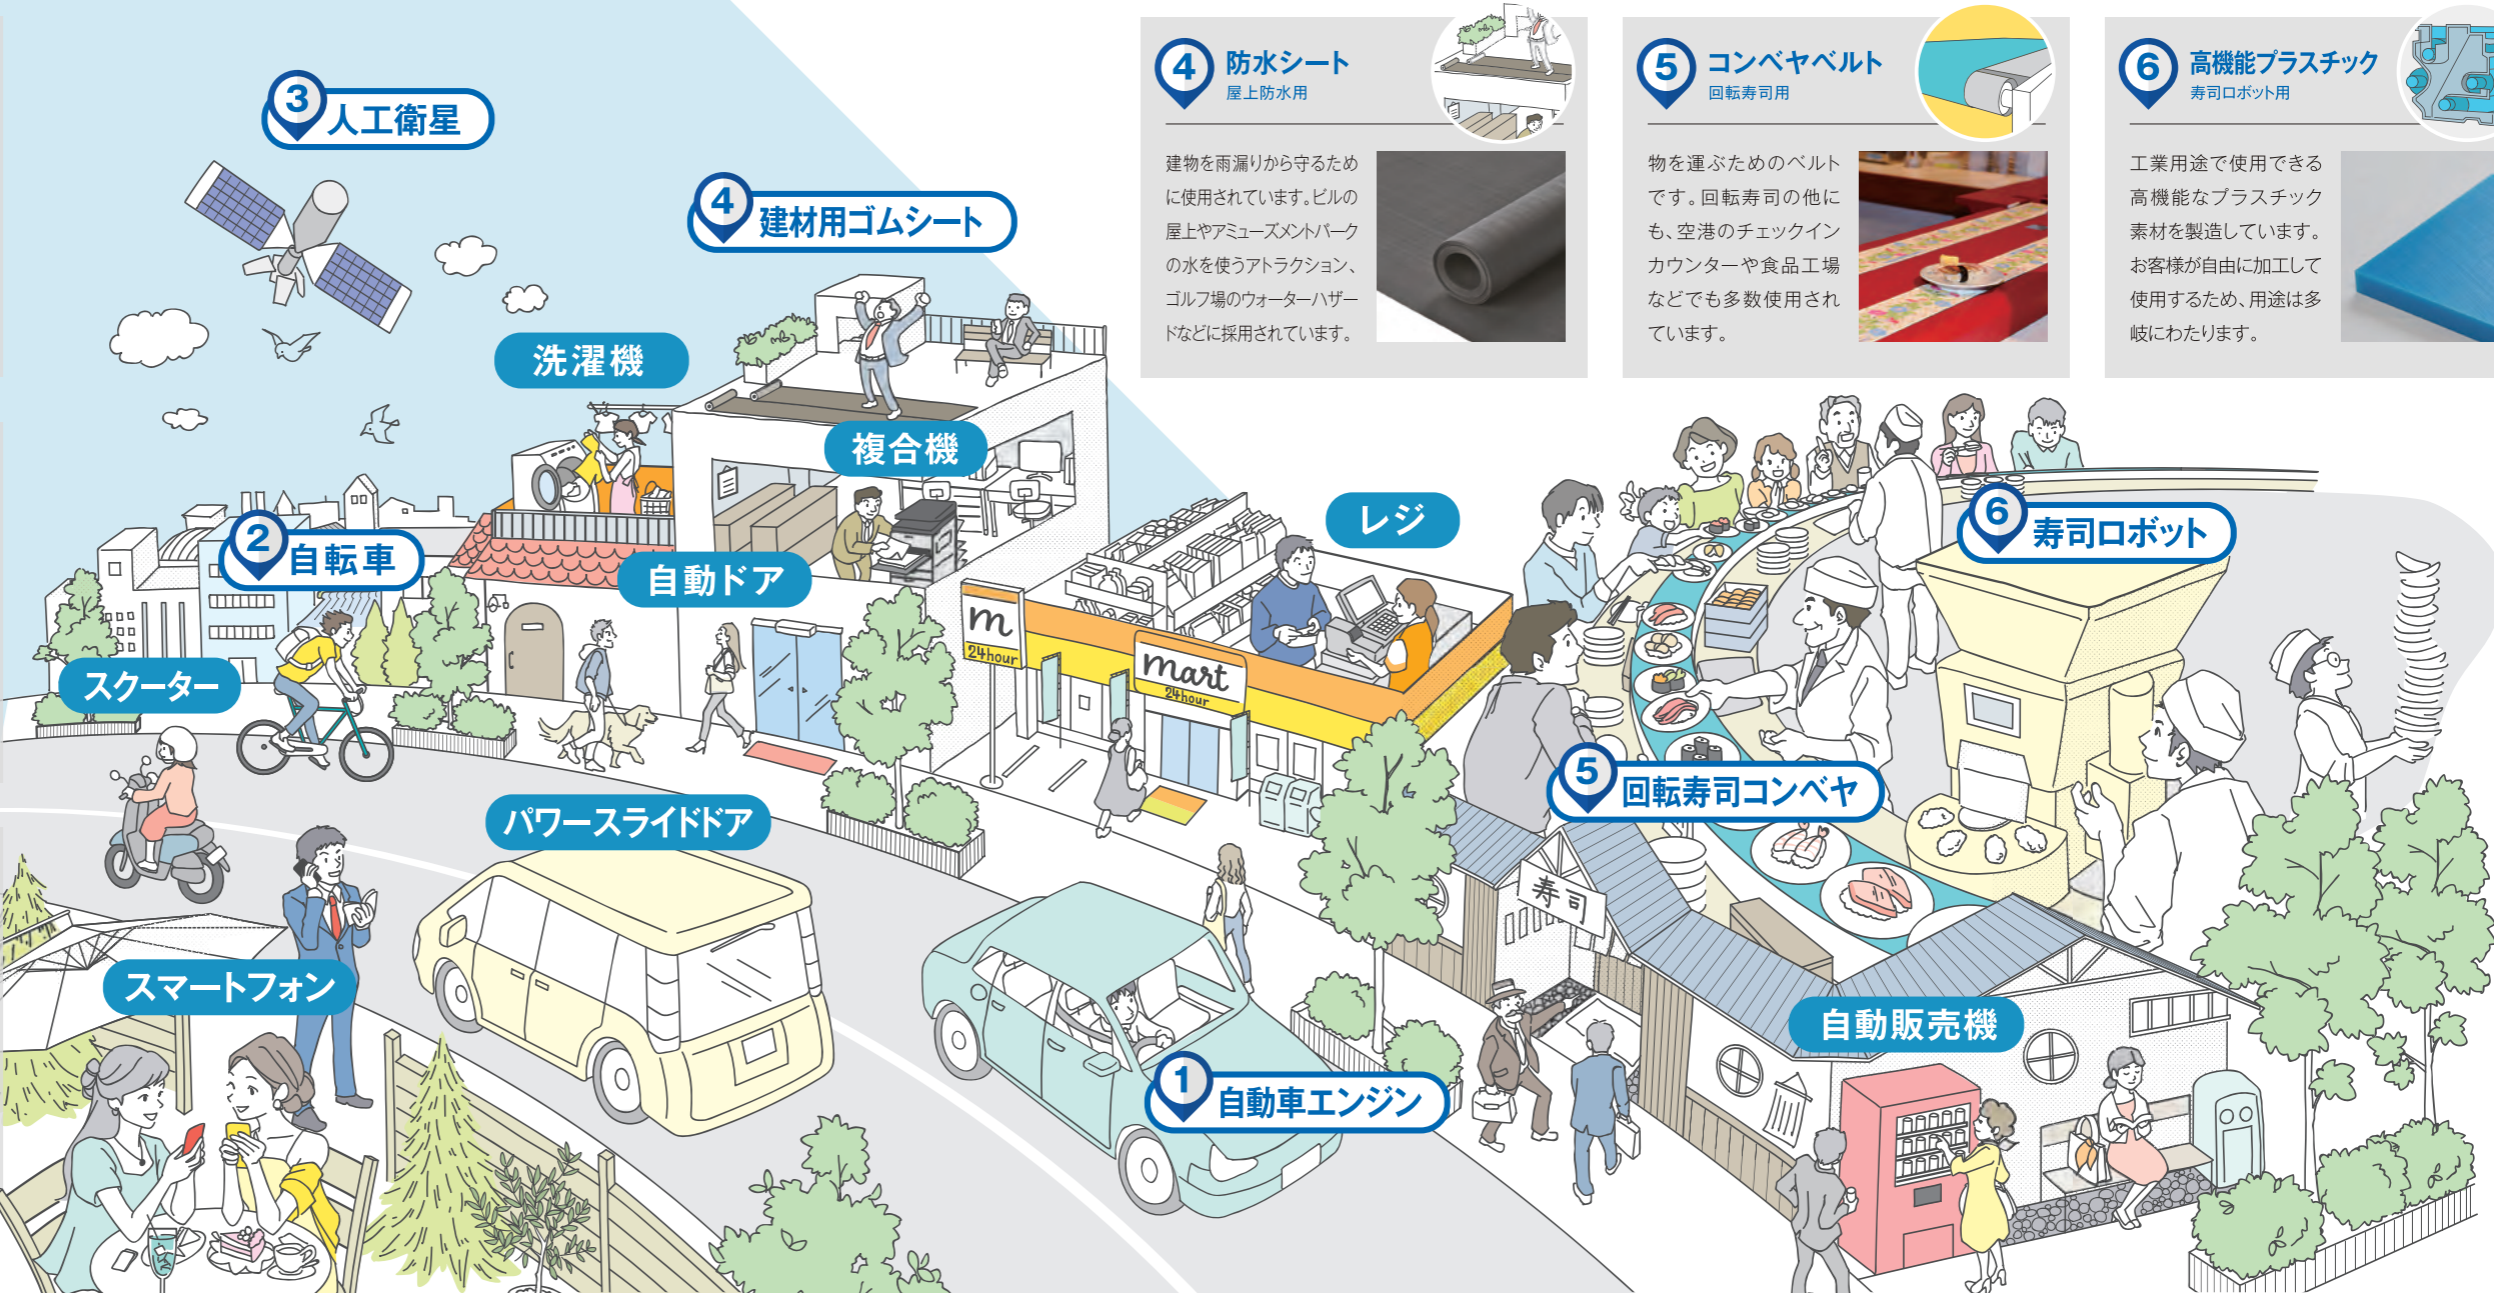 4
防水シート
屋上防水用
建物を雨漏りから守るため
に使用されています。ビルの
屋上やアミューズメントパーク
の水を使うアトラクション、
ゴルフ場のウォーターハザー
ドなどに採用されています。
5
コンベヤベルト
回転寿司用
物を運ぶためのベルト
です。回転寿司の他に
も、空港のチェックイン
カウンターや食品工場
などでも多数使用され
ています。
6
高機能プラスチック
寿司ロボット用
工業用途で使用できる
高機能なプラスチック
素材を製造しています。
お客様が自由に加工して
使用するため、用途は多
岐にわたります。
3
人工衛星
4
建材用ゴムシート
洗濯機
複合機
レジ
6
寿司ロボット
2
自転車
自動ドア
m
24hour
mart
24hour
スクーター
5
回転寿司コンベヤ
パワースライドドア
寿司
スマートフォン
自動販売機
1
自動車エンジン